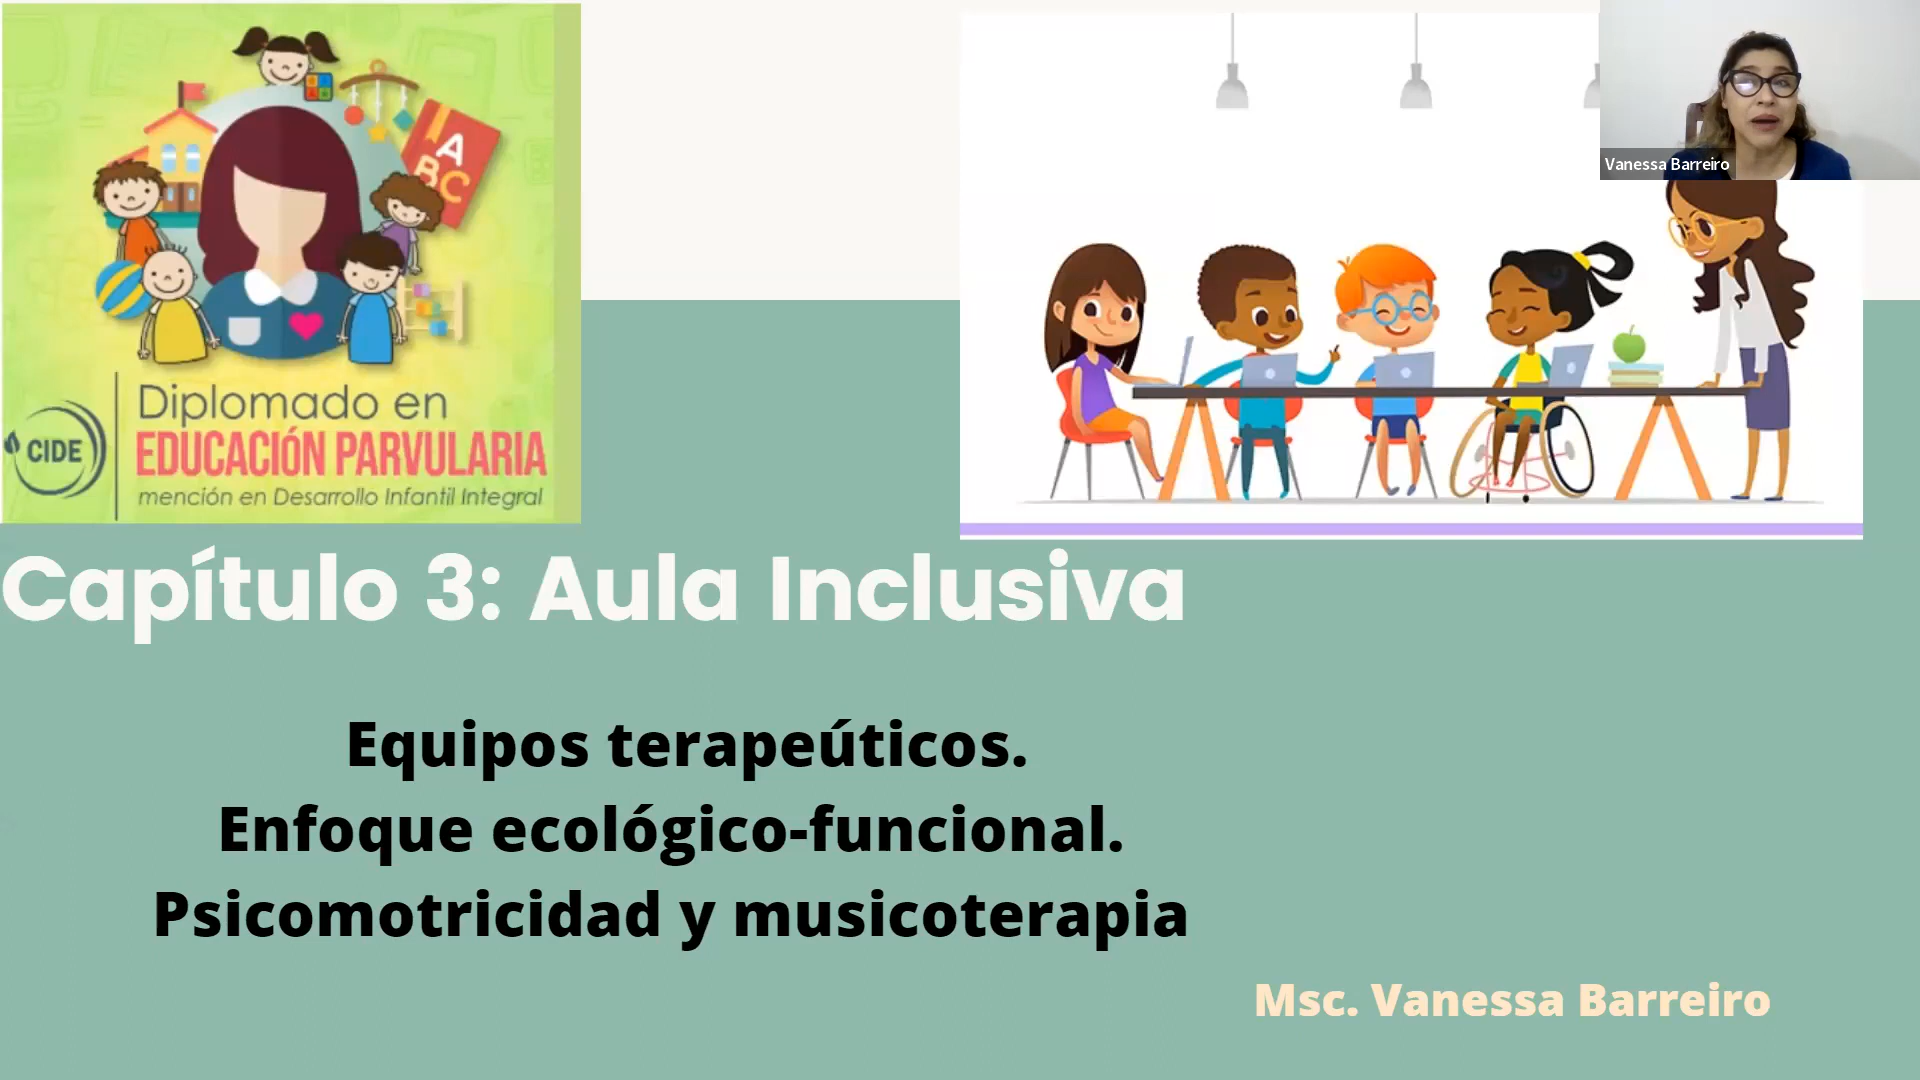 A
BC
CIDE
Diplomado en
EDUCACIÓN PARVULARIA
mención en Desarrollo Infantil Integral
Vanessa Barreiro
Capítulo 3: Aula Inclusiva
Equipos terapeúticos.
Enfoque ecológico-funcional.
Psicomotricidad y musicoterapia
Msc. Vanessa Barreiro